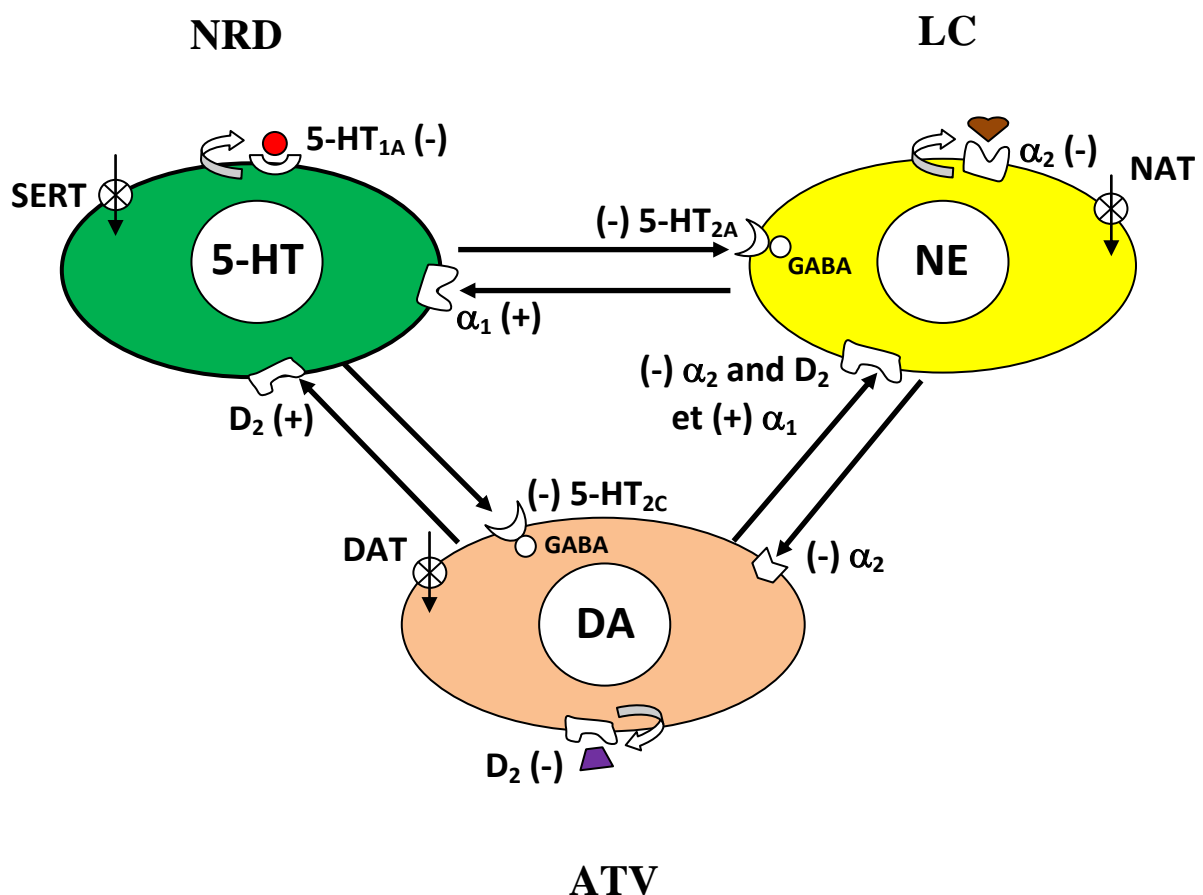 NRD
LC
5-HT₁ₐ (-)
α₂ (-)
NAT
SERT
(-) 5-HT₂ₐ
5-HT
GABA
NE
α₁ (+)
(-) α₂ and D₂
et (+) α₁
D₂ (+)
(-) 5-HT₂C
DAT
GABA
(-) α₂
DA
D₂ (-)
ATV